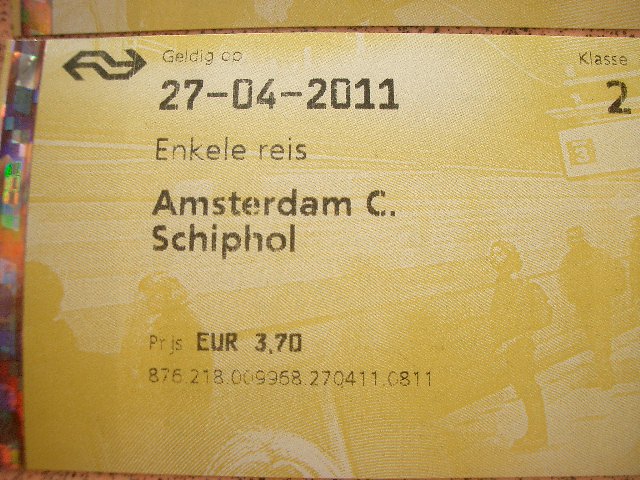 Geldig op
Klasse
27-04-2011
2
Enkele reis
Amsterdam C.
Schiphol
Prijs EUR 3,70
876.218.009968.270411.0811
3